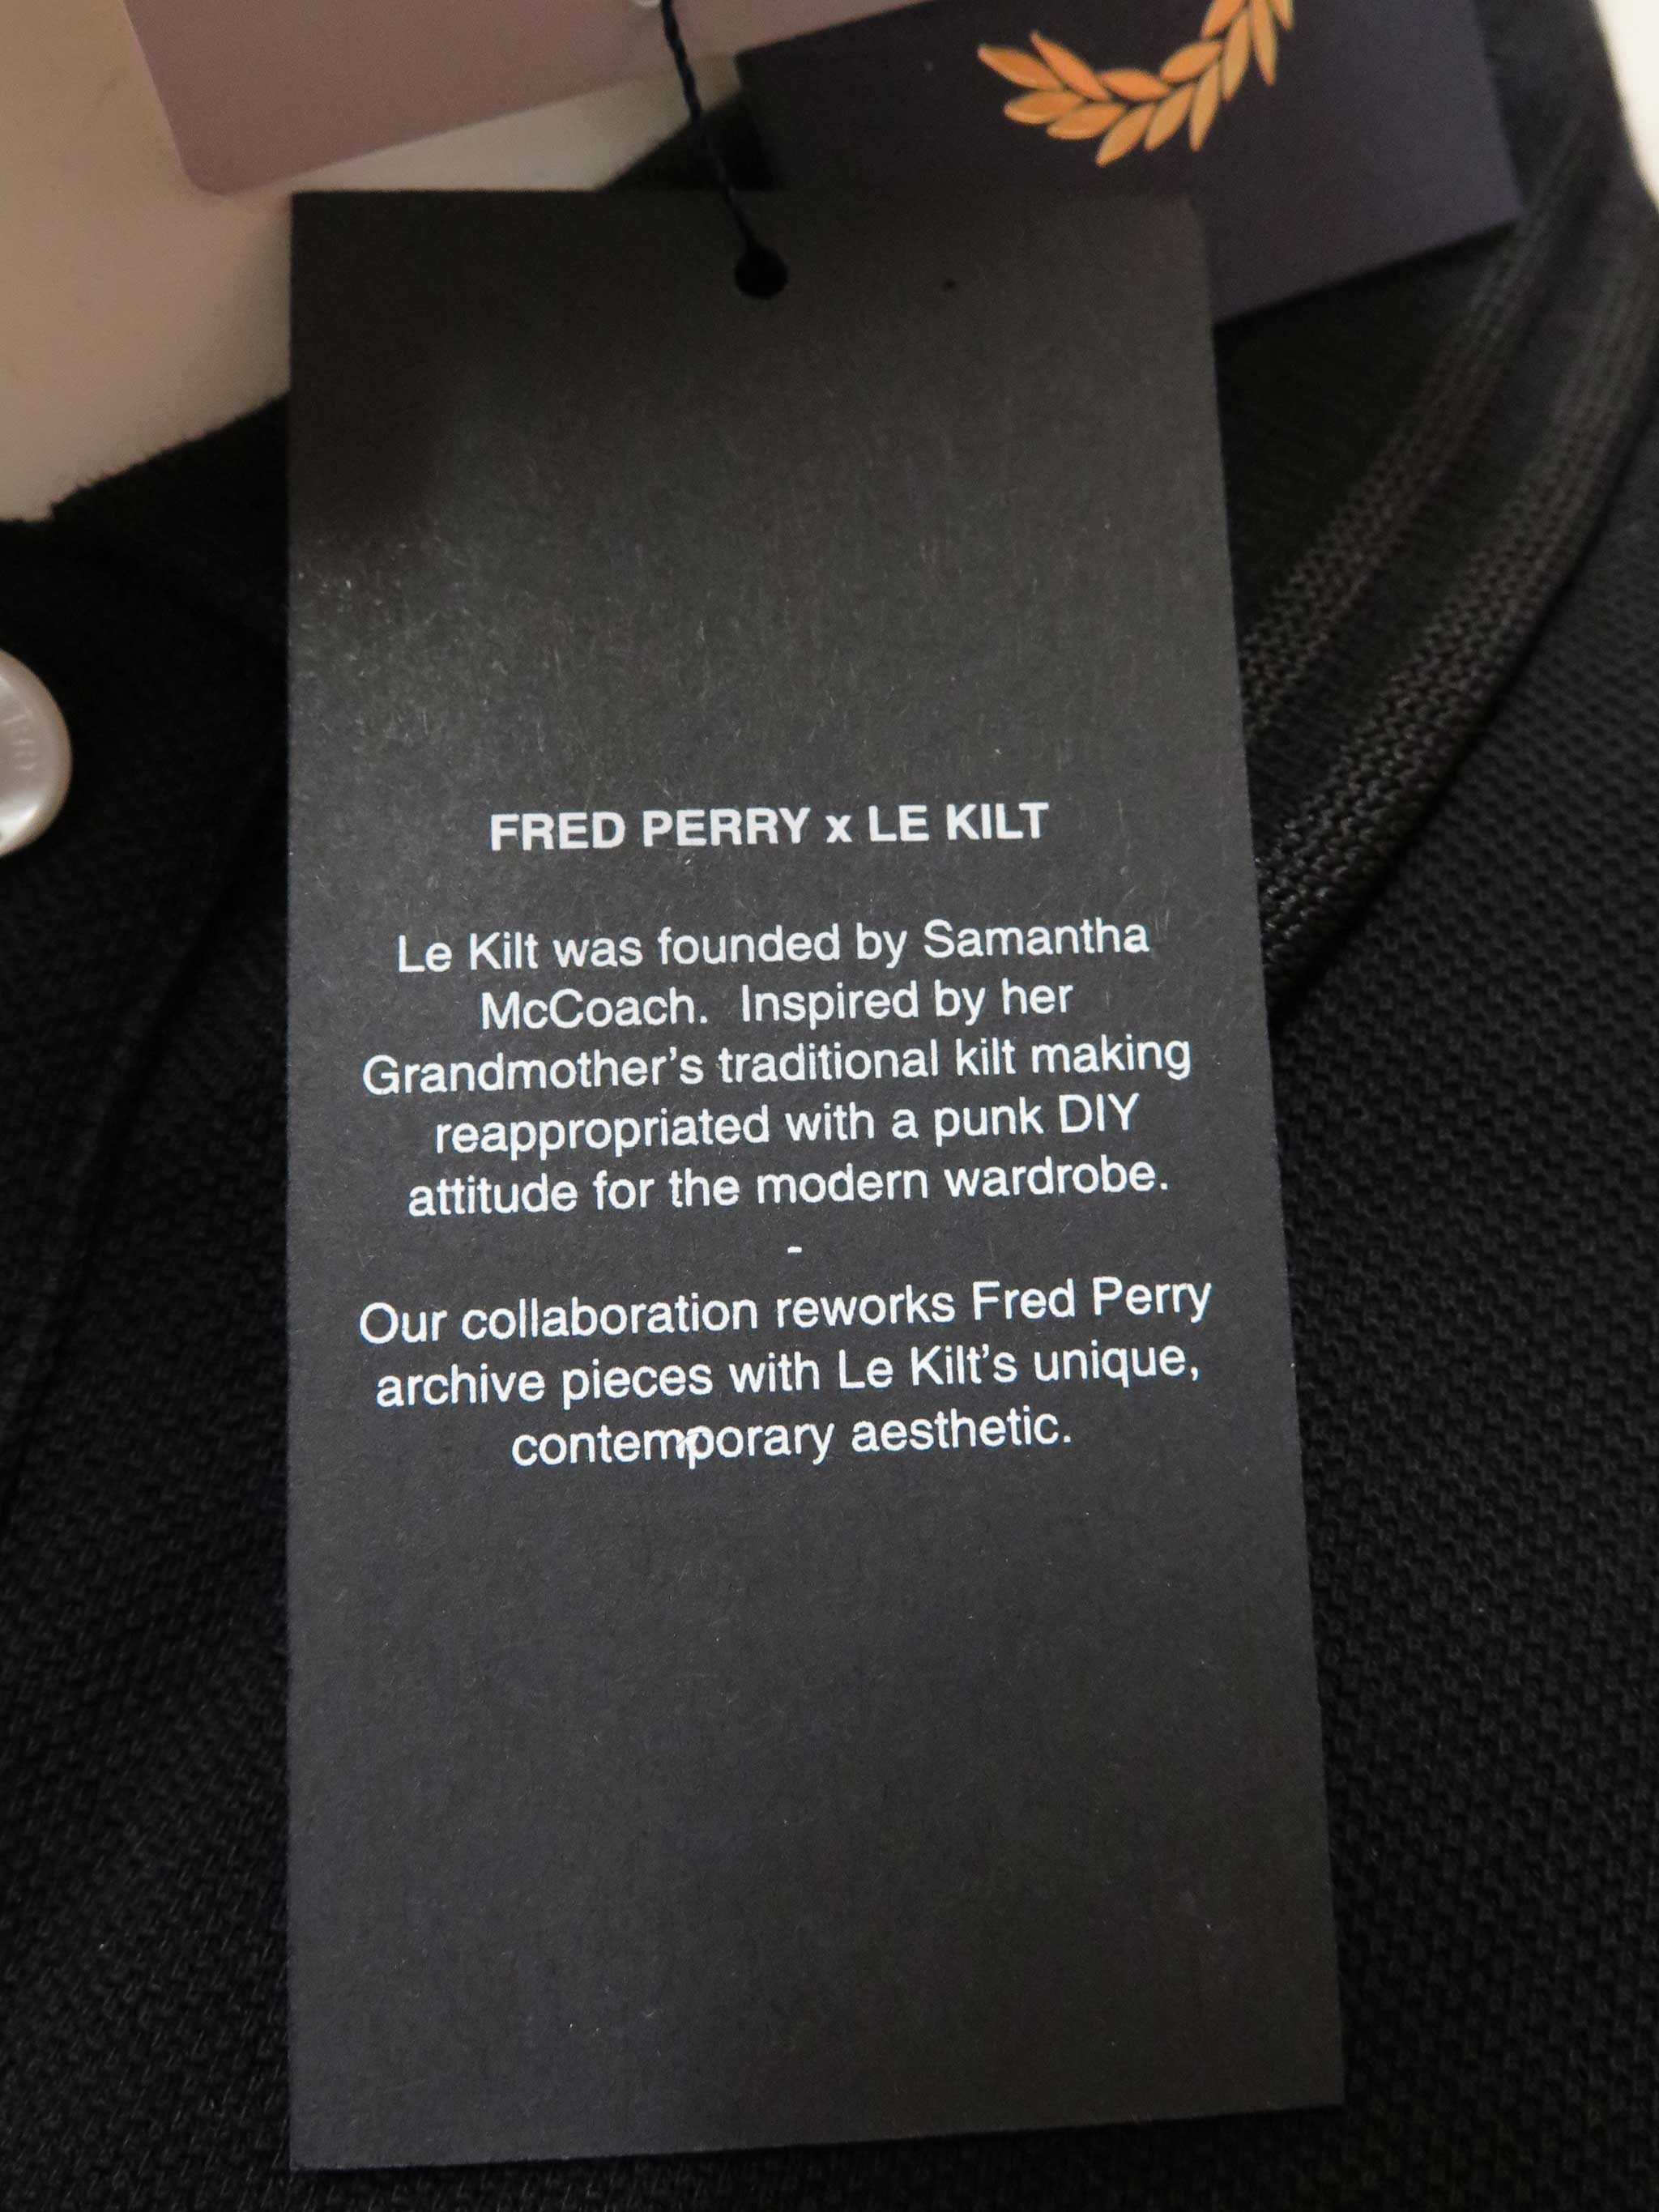 FRED PERRY x LE KILT
Le Kilt was founded by Samantha
McCoach.  Inspired by her
Grandmother's traditional kilt making
reappropriated with a punk DIY
attitude for the modern wardrobe.
-
Our collaboration reworks Fred Perry
archive pieces with Le Kilt's unique,
contemporary aesthetic.